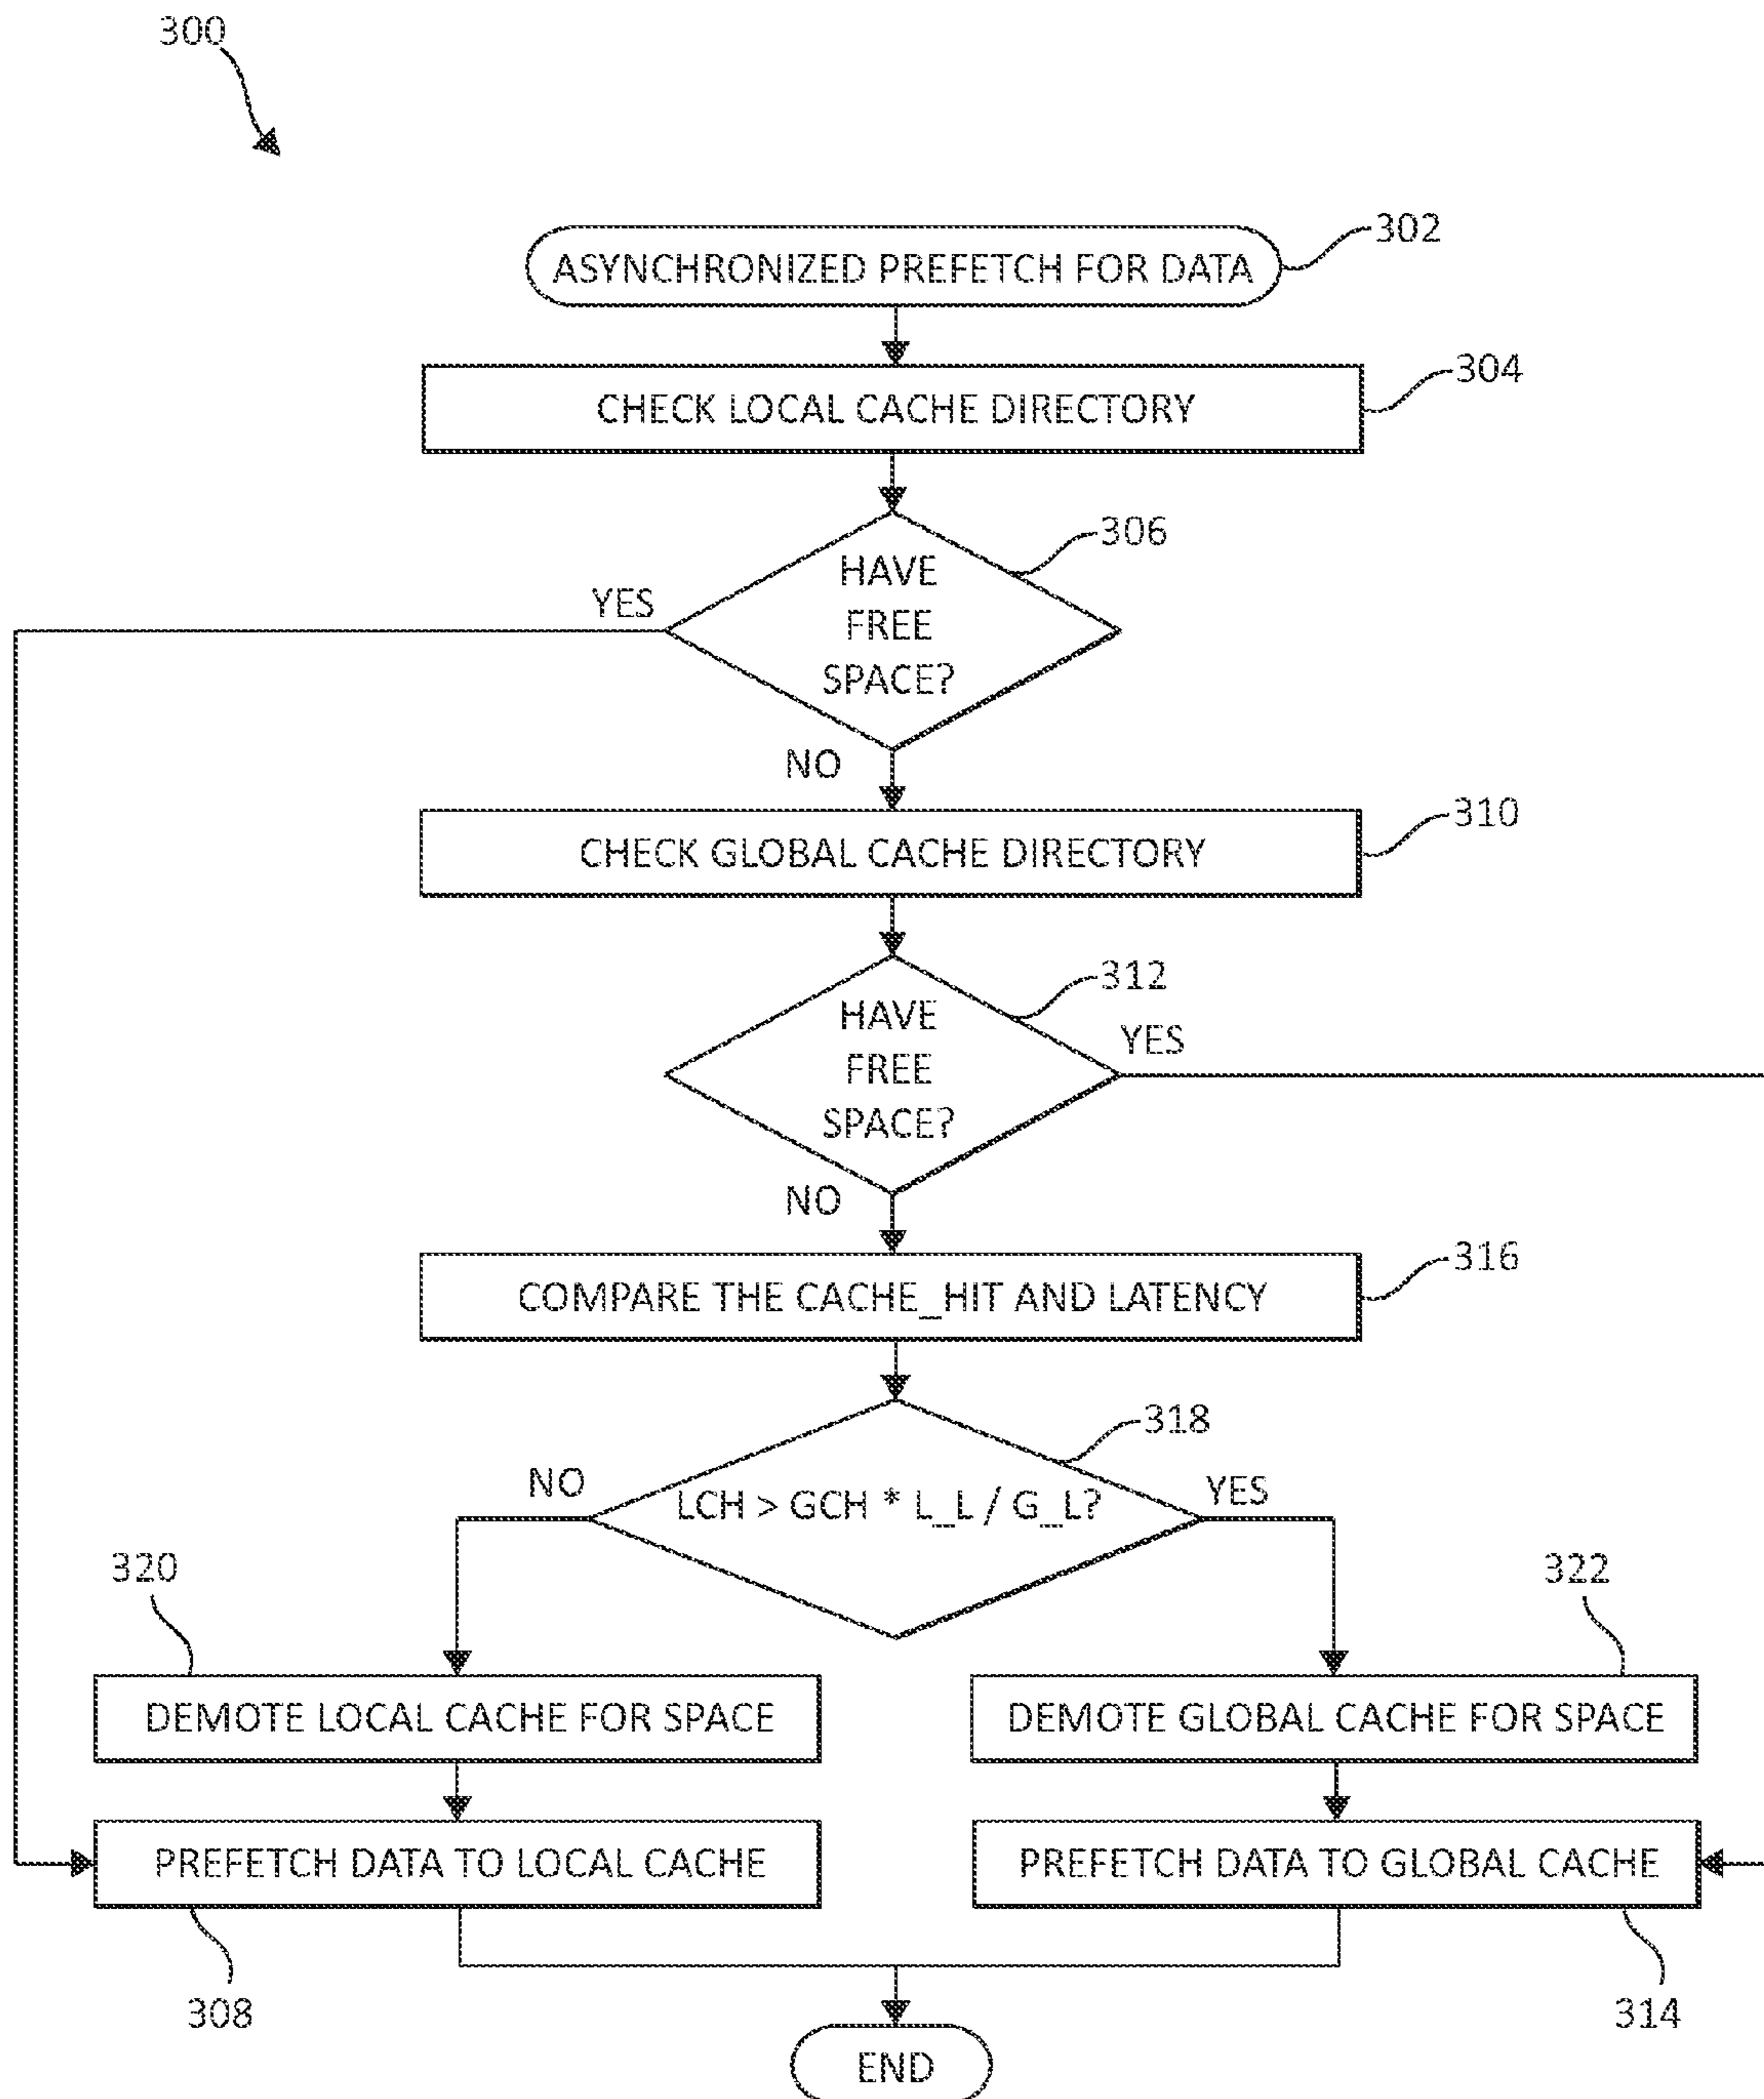 300
302
ASYNCHRONIZED PREFETCH FOR DATA
304
CHECK LOCAL CACHE DIRECTORY
306
HAVE
FREE
SPACE?
YES
NO
310
CHECK GLOBAL CACHE DIRECTORY
312
HAVE
FREE
SPACE?
YES
NO
316
COMPARE THE CACHE_HIT AND LATENCY
318
NO
LCH > GCH * L_L / G_L?
YES
320
322
DEMOTE LOCAL CACHE FOR SPACE
DEMOTE GLOBAL CACHE FOR SPACE
PREFETCH DATA TO LOCAL CACHE
PREFETCH DATA TO GLOBAL CACHE
308
314
END